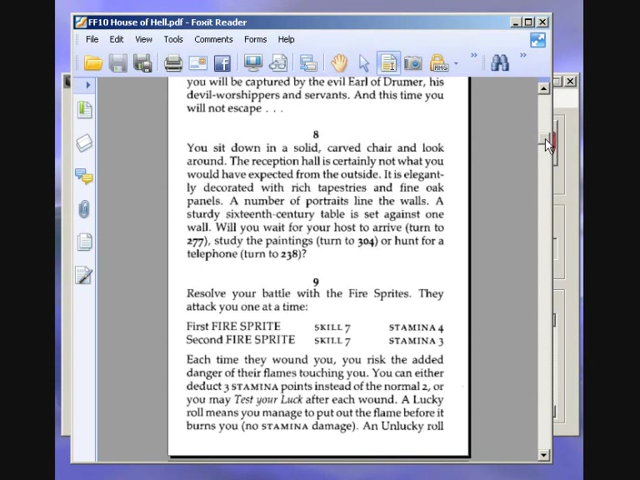 FF10 House of Hell.pdf - Foxit Reader
File Edit View Tools Comments Forms Help
you will be captured by the evil Earl of Drumer, his
devil-worshippers and servants. And this time you
will not escape . . .
8
You sit down in a solid, carved chair and look
around. The reception hall is certainly not what you
would have expected from the outside. It is elegant-
ly decorated with rich tapestries and fine oak
panels. A number of portraits line the walls. A
sturdy sixteenth-century table is set against one
wall. Will you wait for your host to arrive (turn to
277), study the paintings (turn to 304) or hunt for a
telephone (turn to 238)?
9
Resolve your battle with the Fire Sprites. They
attack you one at a time:
First FIRE SPRITE SKILL 7 STAMINA 4
Second FIRE SPRITE SKILL 7 STAMINA 3
Each time they wound you, you risk the added
danger of their flames touching you. You can either
deduct 3 STAMINA points instead of the normal 2, or
you may Test your Luck after each wound. A Lucky
roll means you manage to put out the flame before it
burns you (no STAMINA damage). An Unlucky roll